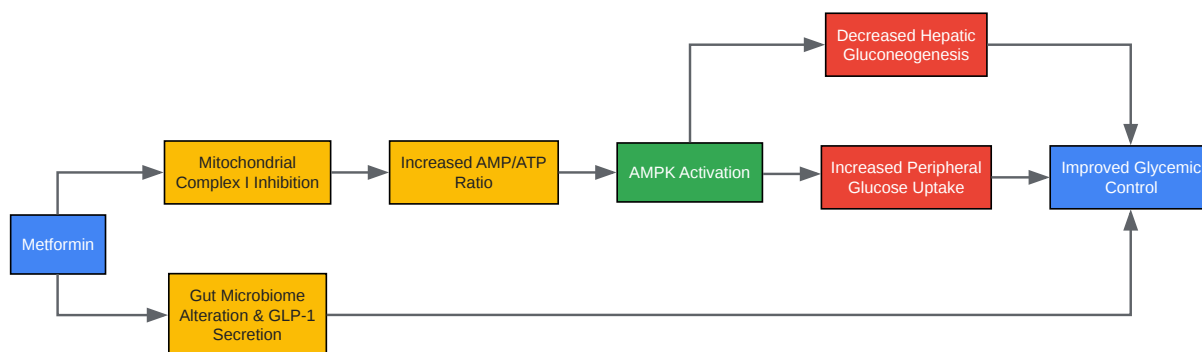 Metformin
Mitochondrial
Complex I Inhibition
Increased AMP/ATP
Ratio
AMPK Activation
Decreased Hepatic
Gluconeogenesis
Increased Peripheral
Glucose Uptake
Improved Glycemic
Control
Gut Microbiome
Alteration & GLP-1
Secretion